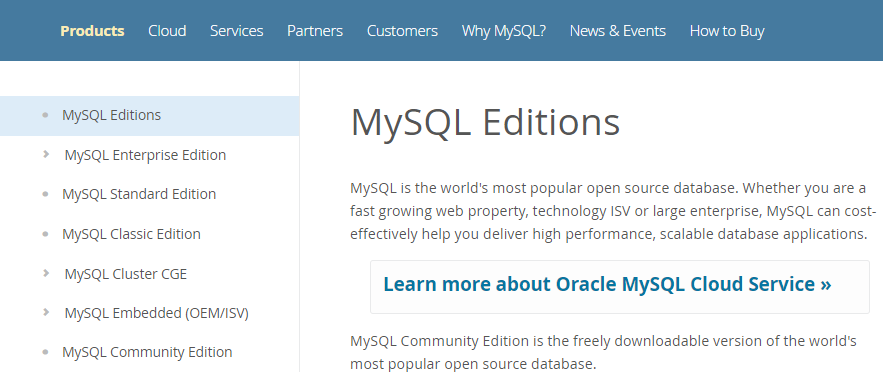 Products Cloud Services Partners Customers Why MySQL? News & Events How to Buy
MySQL Editions
MySQL Enterprise Edition
MySQL Standard Edition
MySQL Classic Edition
MySQL Cluster CGE
MySQL Embedded (OEM/ISV)
MySQL Community Edition
MySQL Editions
MySQL is the world's most popular open source database. Whether you are a
fast growing web property, technology ISV or large enterprise, MySQL can cost-
effectively help you deliver high performance, scalable database applications.
Learn more about Oracle MySQL Cloud Service »
MySQL Community Edition is the freely downloadable version of the world's
most popular open source database.